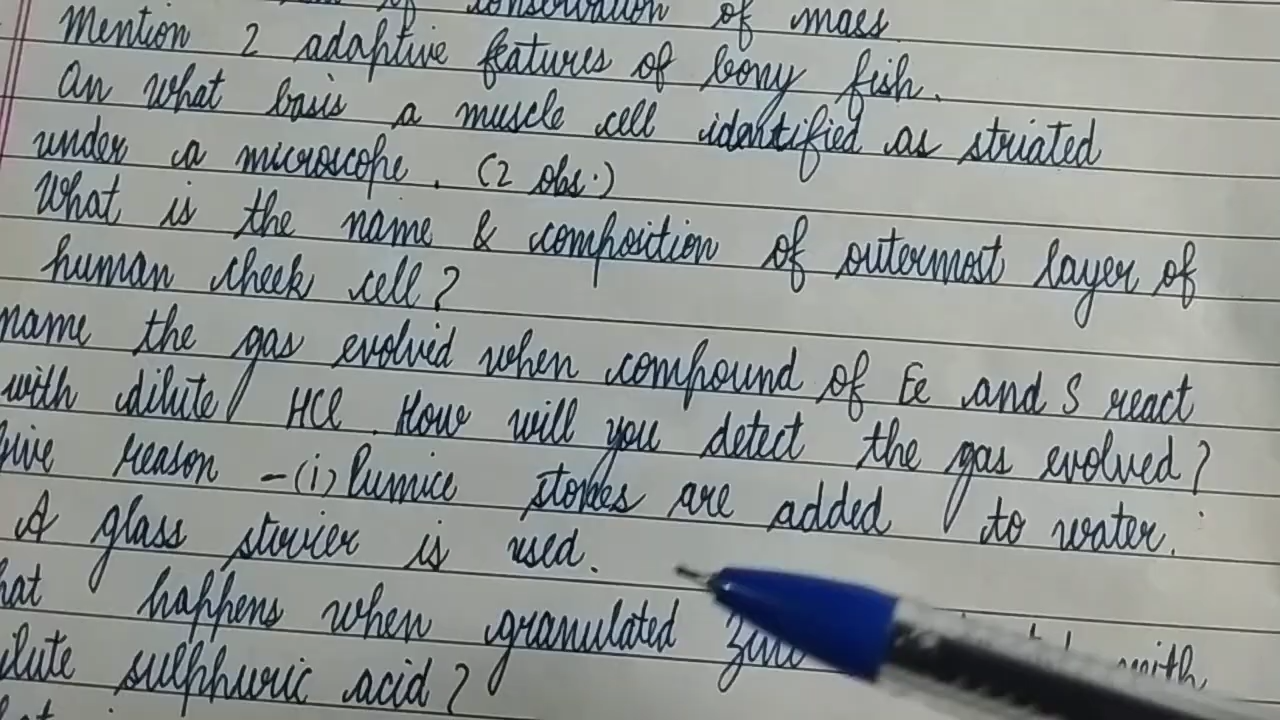 of conservation of mass
Mention 2 adaptive features of bony fish.
An what basis a muscle cell identified as striated
under a microscope. (2 obs.)
What is the name & composition of outermost layer of
human cheek cell?
name the gas evolved when compound of Fe and S react
with dilute HCl. How will you detect the gas evolved?
give reason - (i) Pumice stones are added to water.
A glass stirrer is used.
hat happens when granulated with
ilute sulphuric acid?